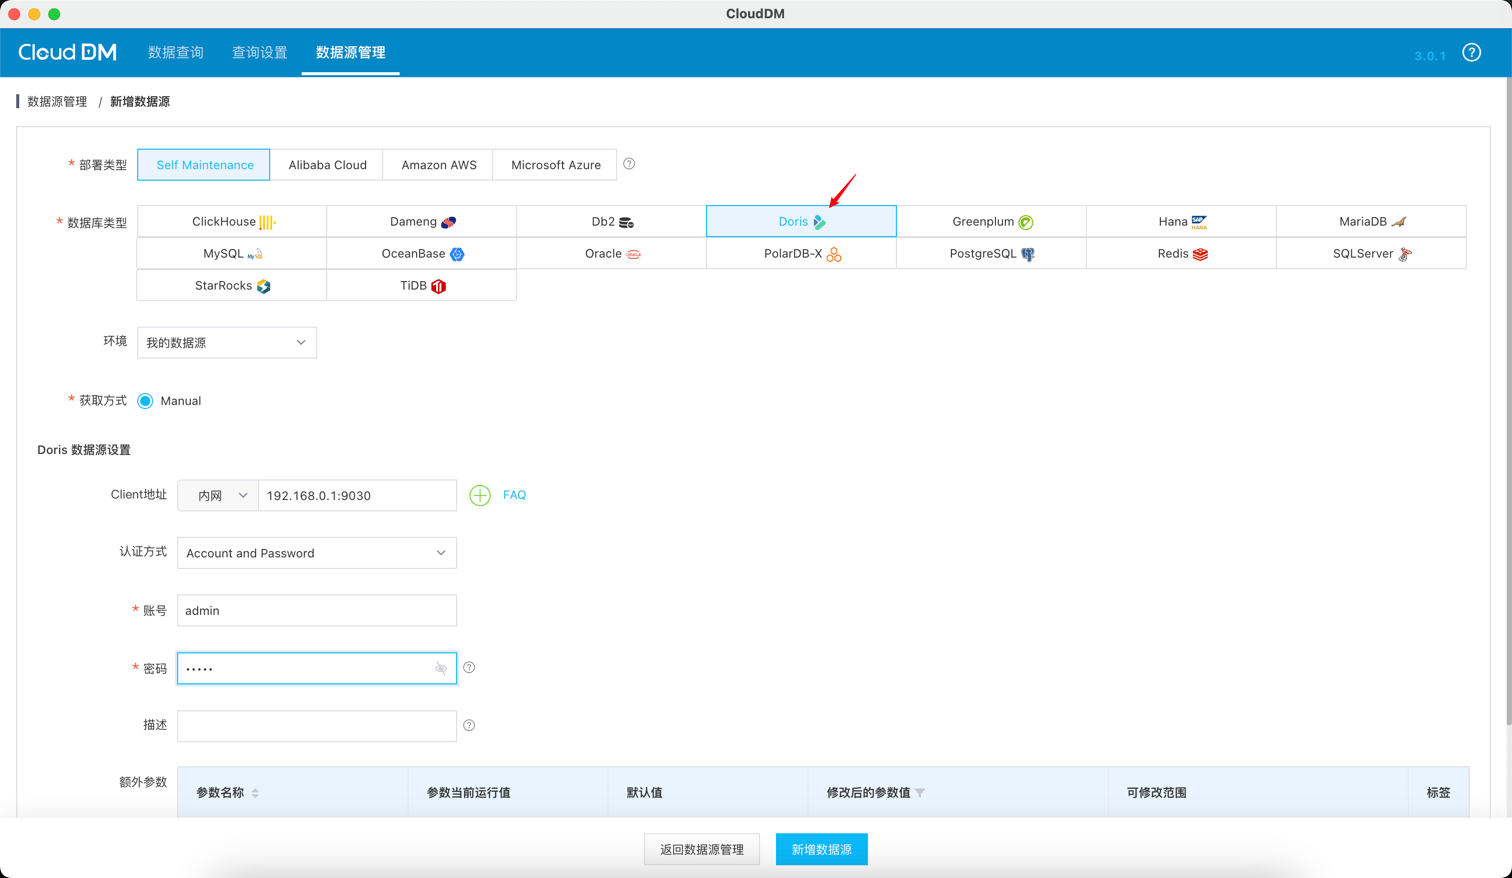 CloudDM
Cloud DM 数据查询 查询设置 数据源管理 3.0.1 ?
数据源管理 / 新增数据源
* 部署类型 Self Maintenance Alibaba Cloud Amazon AWS Microsoft Azure ?
* 数据库类型 ClickHouse Dameng Db2 Doris Greenplum Hana SAP HANA MariaDB
MySQL MySQL OceanBase Oracle ORACLE PolarDB-X PostgreSQL Redis SQLServer
StarRocks TiDB
环境 我的数据源
* 获取方式 Manual
Doris 数据源设置
Client地址 内网 192.168.0.1:9030 FAQ
认证方式 Account and Password
* 账号 admin
* 密码 ••••• ?
描述 ?
额外参数 参数名称 参数当前运行值 默认值 修改后的参数值 可修改范围 标签
返回数据源管理 新增数据源